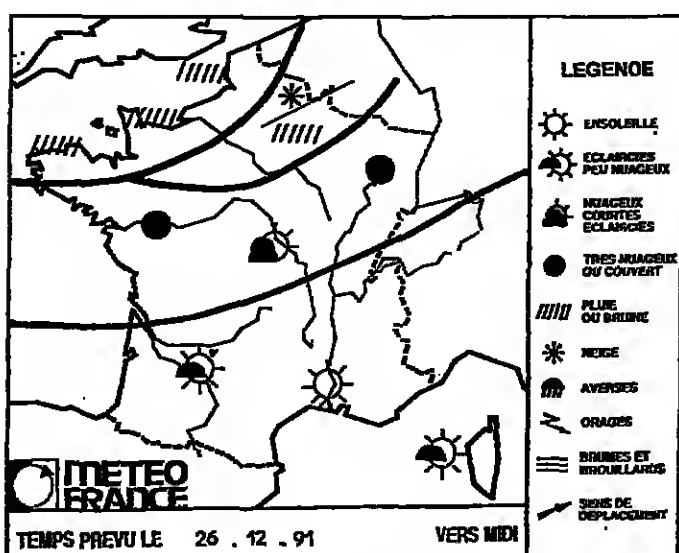 LEGENDE
ENSOLEILLE
ECLAIRCIES
PEU NUAGEUX
NUAGEUX
COURTES
ECLAIRCIES
TRES NUAGEUX
OU COUVERT
PLUIE
OU BRUINE
NEIGE
AVERSES
ORAGES
BRUMES ET
BROUILLARDS
SENS DE
DEPLACEMENT
METEO
FRANCE
TEMPS PREVU LE 26 . 12 . 91 VERS MIDI